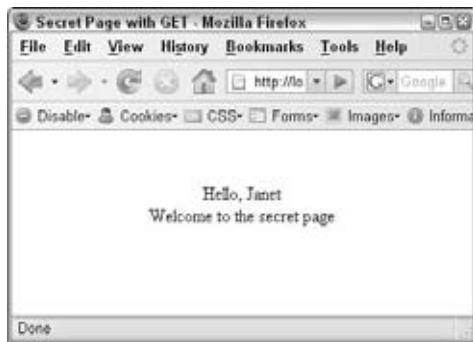 Secret Page with GET - Mozilla Firefox
File Edit View History Bookmarks Tools Help
http://lo G Google
Disable Cookies CSS Forms Images Informa
Hello, Janet
Welcome to the secret page
Done